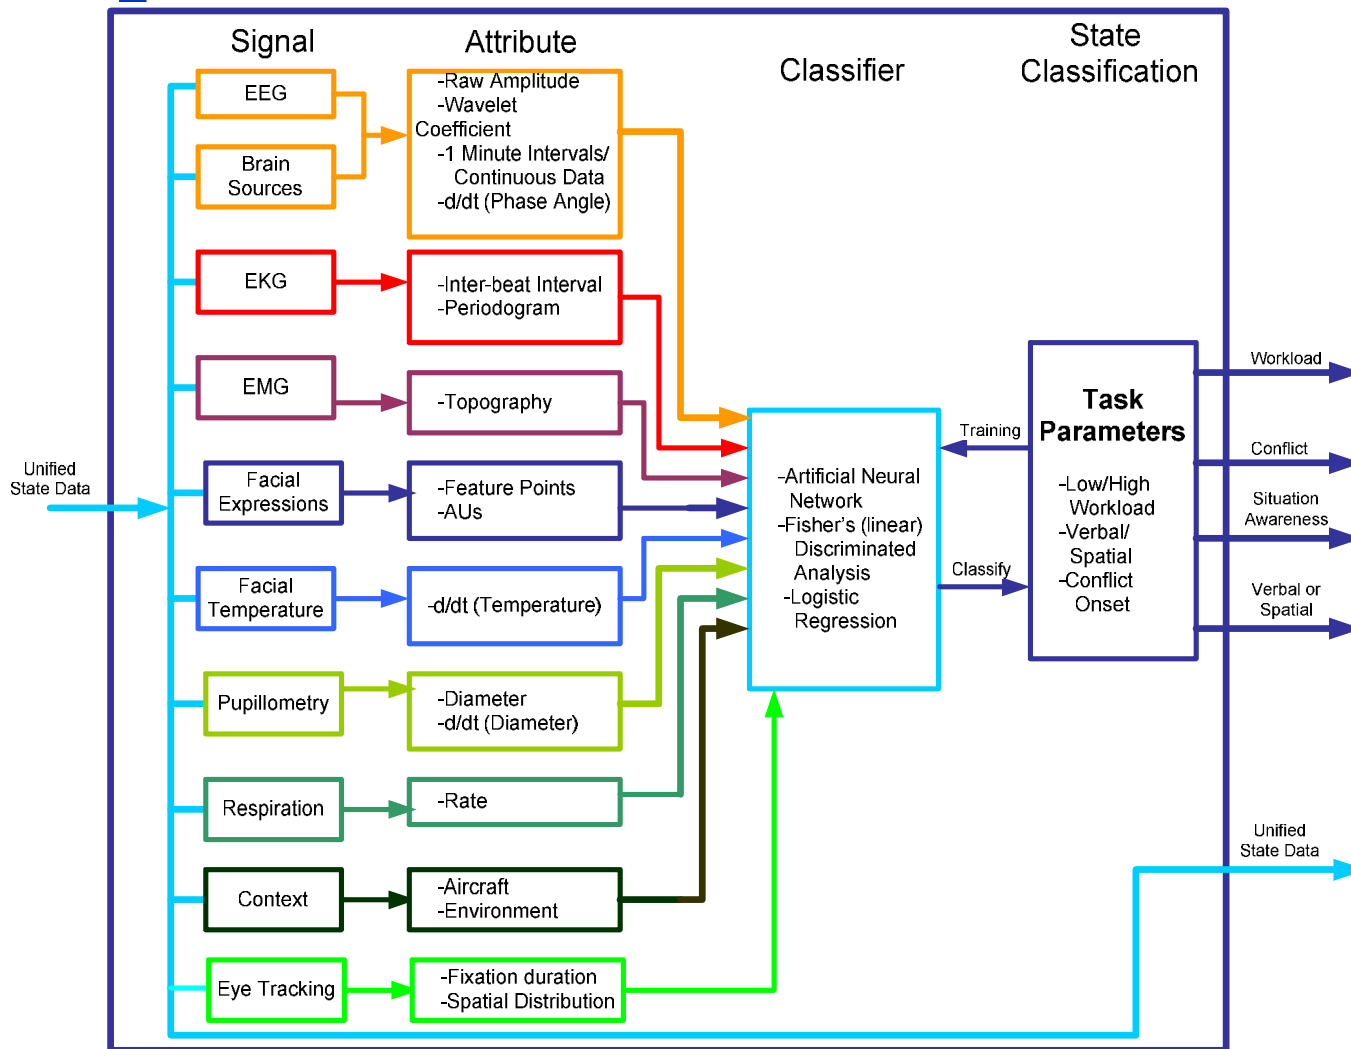 Signal
Attribute
Classifier
State
Classification
EEG
Brain
Sources
-Raw Amplitude
-Wavelet
Coefficient
-1 Minute Intervals/
Continuous Data
-d/dt (Phase Angle)
EKG
-Inter-beat Interval
-Periodogram
EMG
-Topography
Unified
State Data
Facial
Expressions
-Feature Points
-AUs
Facial
Temperature
-d/dt (Temperature)
Pupillometry
-Diameter
-d/dt (Diameter)
Respiration
-Rate
Context
-Aircraft
-Environment
Eye Tracking
-Fixation duration
-Spatial Distribution
-Artificial Neural
Network
-Fisher's (linear)
Discriminated
Analysis
-Logistic
Regression
Training
Classify
Task
Parameters
-Low/High
Workload
-Verbal/
Spatial
-Conflict
Onset
Workload
Conflict
Situation
Awareness
Verbal or
Spatial
Unified
State Data